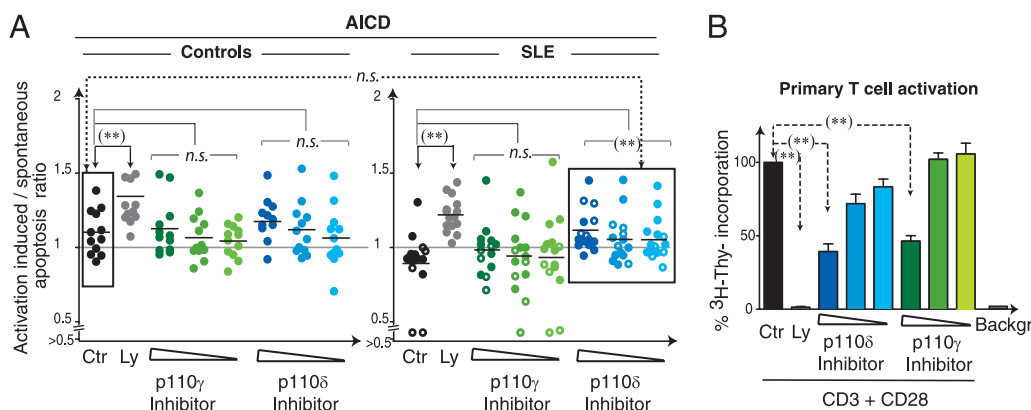 A
AICD
Controls
SLE
n.s.
Activation induced / spontaneous
apoptosis ratio
2
1.5
1
0.5
>0.5
(**)
n.s.
n.s.
Ctr
Ly
p110γ
Inhibitor
p110δ
Inhibitor
2
1.5
1
0.5
>0.5
(**)
n.s.
(**)
Ctr
Ly
p110γ
Inhibitor
p110δ
Inhibitor
B
Primary T cell activation
% ³H-Thy- incorporation
100
50
0
(**)
(**)
(**)
Ctr
Ly
Backgr
p110δ
Inhibitor
p110γ
Inhibitor
CD3 + CD28